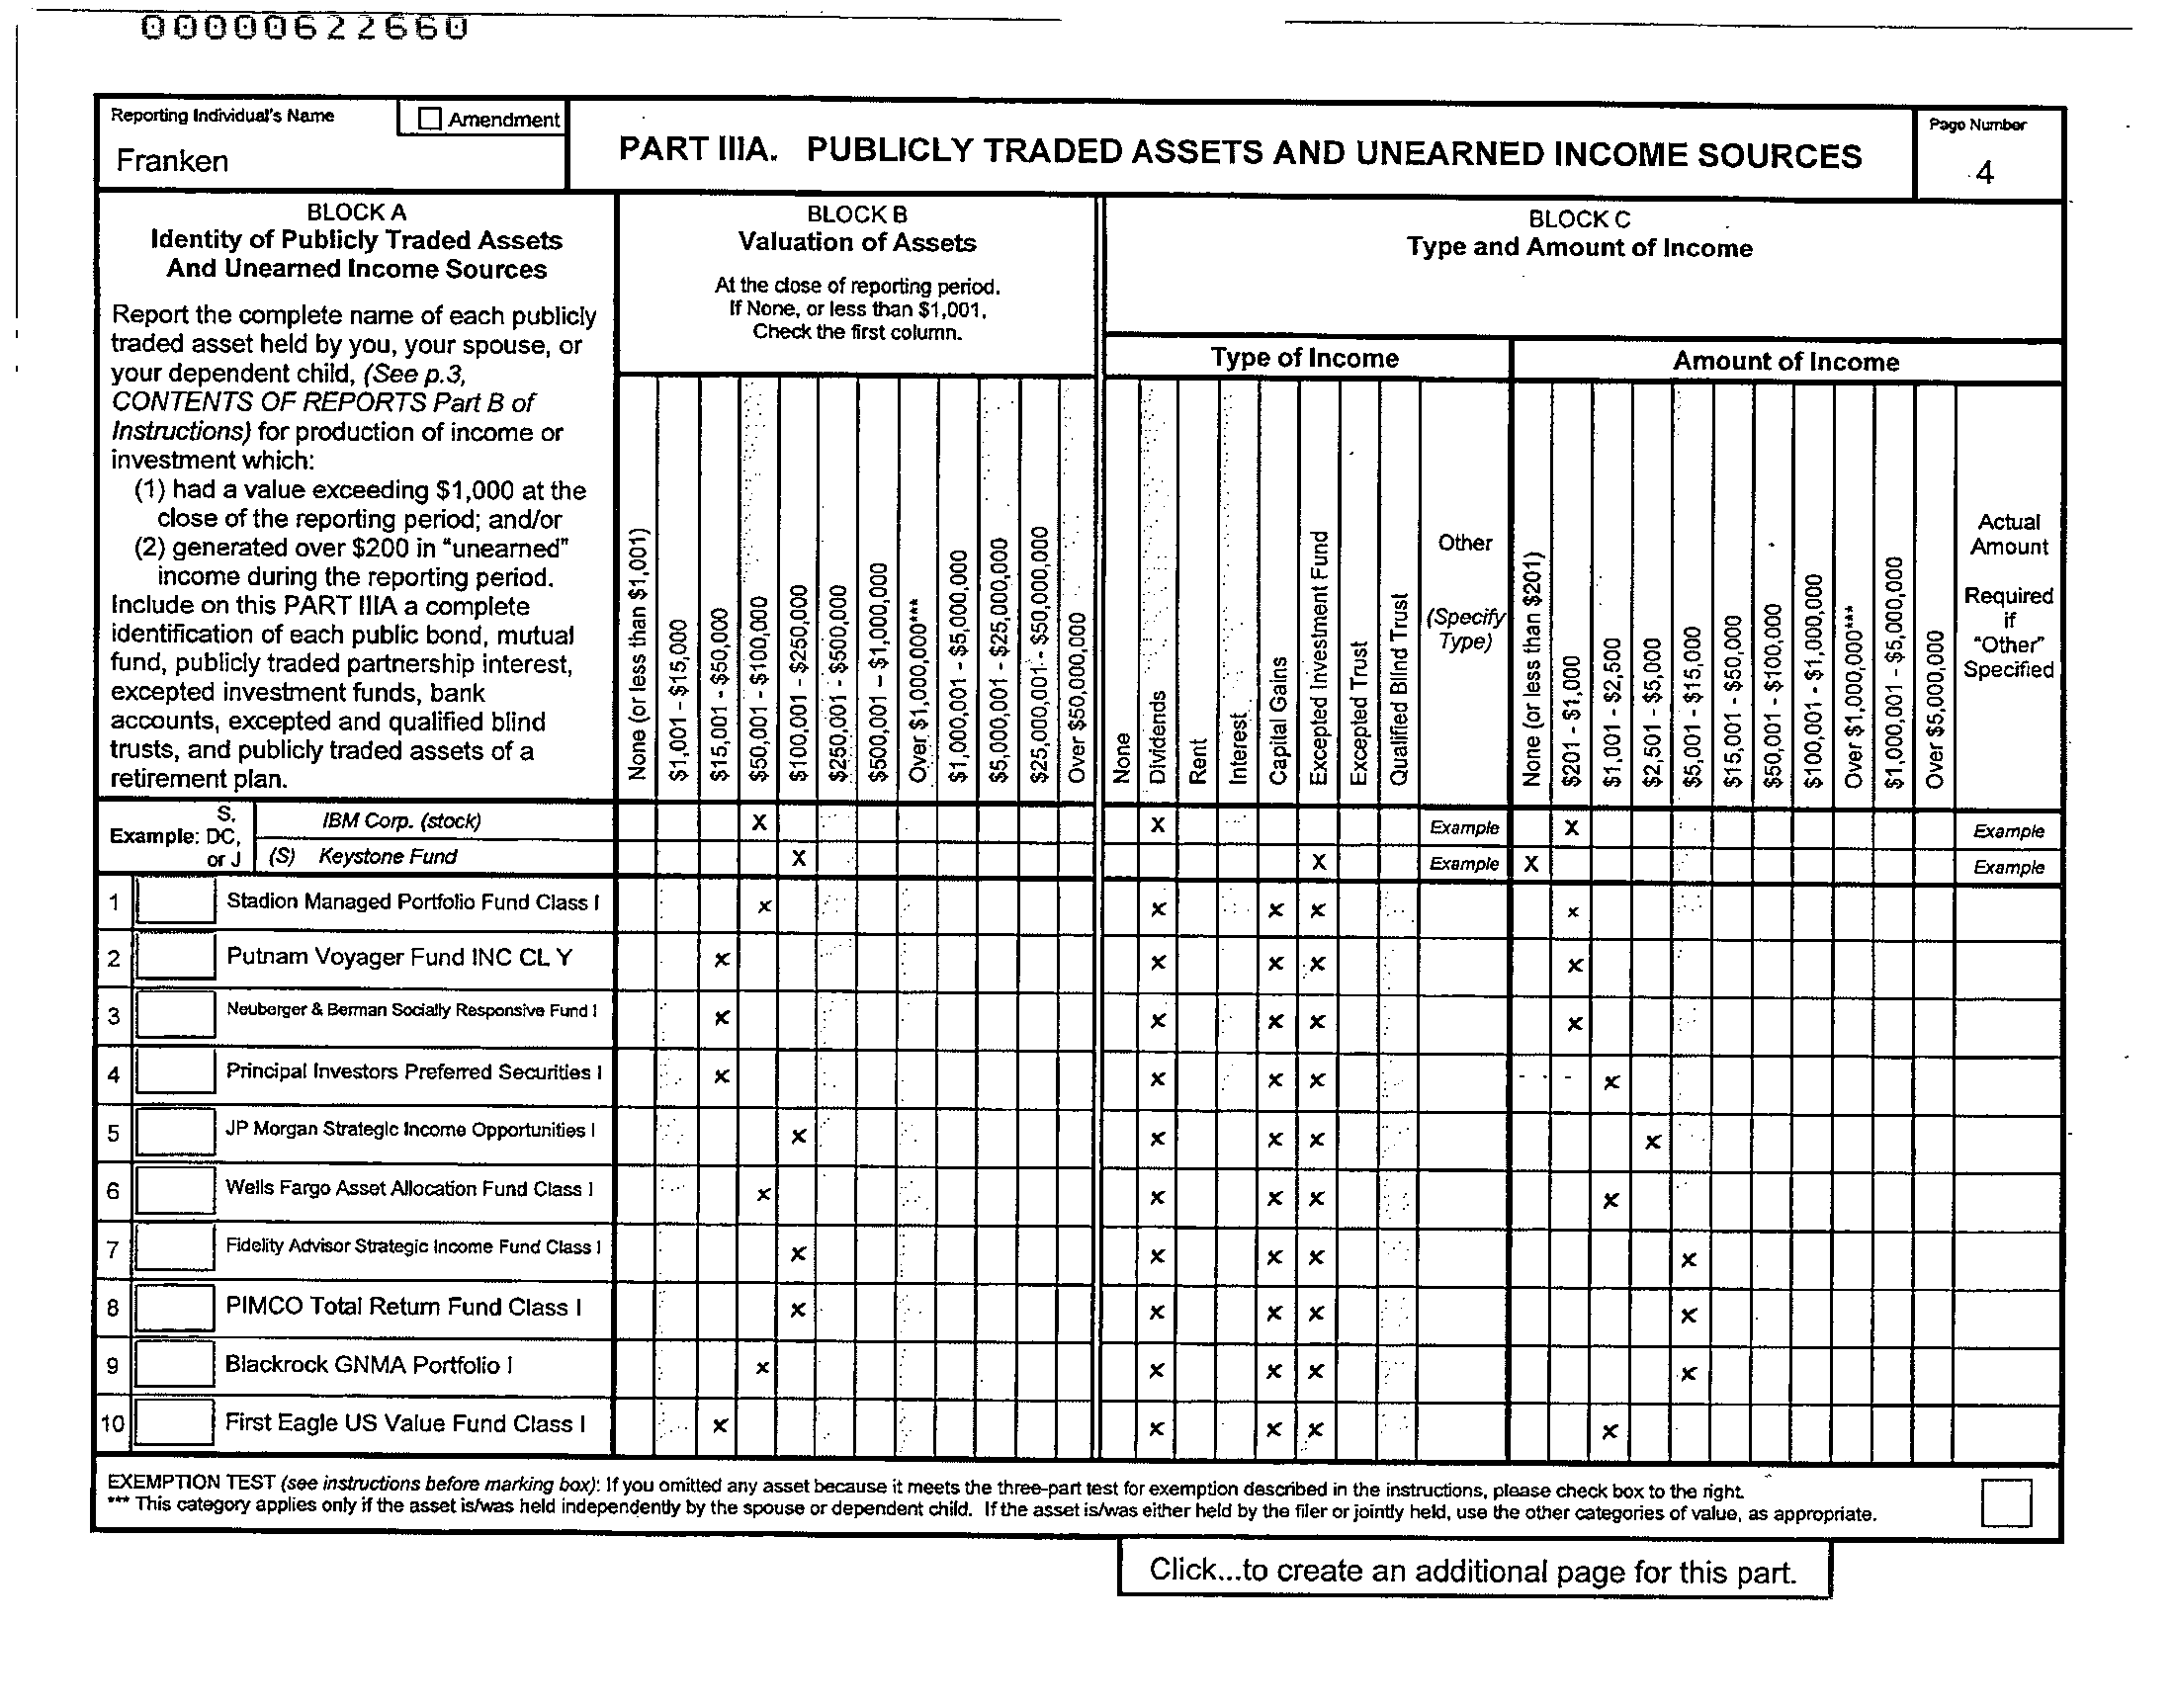 00000622660
Reporting Individual's Name
Amendment
Franken
PART IIIA. PUBLICLY TRADED ASSETS AND UNEARNED INCOME SOURCES
Page Number
4
BLOCK A
Identity of Publicly Traded Assets
And Unearned Income Sources
Report the complete name of each publicly
traded asset held by you, your spouse, or
your dependent child, (See p.3,
CONTENTS OF REPORTS Part B of
Instructions) for production of income or
investment which:
(1) had a value exceeding $1,000 at the
close of the reporting period; and/or
(2) generated over $200 in "unearned"
income during the reporting period.
Include on this PART IIIA a complete
identification of each public bond, mutual
fund, publicly traded partnership interest,
excepted investment funds, bank
accounts, excepted and qualified blind
trusts, and publicly traded assets of a
retirement plan.
BLOCK B
Valuation of Assets
At the close of reporting period.
If None, or less than $1,001,
Check the first column.
None (or less than $1,001)
$1,001 - $15,000
$15,001 - $50,000
$50,001 - $100,000
$100,001 - $250,000
$250,001 - $500,000
$500,001 – $1,000,000
Over $1,000,000***
$1,000,001 - $5,000,000
$5,000,001 - $25,000,000
$25,000,001 - $50,000,000
Over $50,000,000
BLOCK C
Type and Amount of Income
Type of Income
None
Dividends
Rent
Interest
Capital Gains
Excepted Investment Fund
Excepted Trust
Qualified Blind Trust
Other
(Specify
Type)
Amount of Income
None (or less than $201)
$201 - $1,000
$1,001 - $2,500
$2,501 - $5,000
$5,001 - $15,000
$15,001 - $50,000
$50,001 - $100,000
$100,001 - $1,000,000
Over $1,000,000***
$1,000,001 - $5,000,000
Over $5,000,000
Actual
Amount
Required
if
"Other"
Specified
Example: S,
DC,
or J
IBM Corp. (stock) X X Example X Example
(S) Keystone Fund X X Example X Example
1 Stadion Managed Portfolio Fund Class I x x x x x
2 Putnam Voyager Fund INC CL Y x x x x x
3 Neuberger & Berman Socially Responsive Fund I x x x x x
4 Principal Investors Preferred Securities I x x x x x
5 JP Morgan Strategic Income Opportunities I x x x x x
6 Wells Fargo Asset Allocation Fund Class I x x x x x
7 Fidelity Advisor Strategic Income Fund Class I x x x x x
8 PIMCO Total Return Fund Class I x x x x x
9 Blackrock GNMA Portfolio I x x x x x
10 First Eagle US Value Fund Class I x x x x x
EXEMPTION TEST (see instructions before marking box): If you omitted any asset because it meets the three-part test for exemption described in the instructions, please check box to the right.
*** This category applies only if the asset is/was held independently by the spouse or dependent child. If the asset is/was either held by the filer or jointly held, use the other categories of value, as appropriate.
Click...to create an additional page for this part.